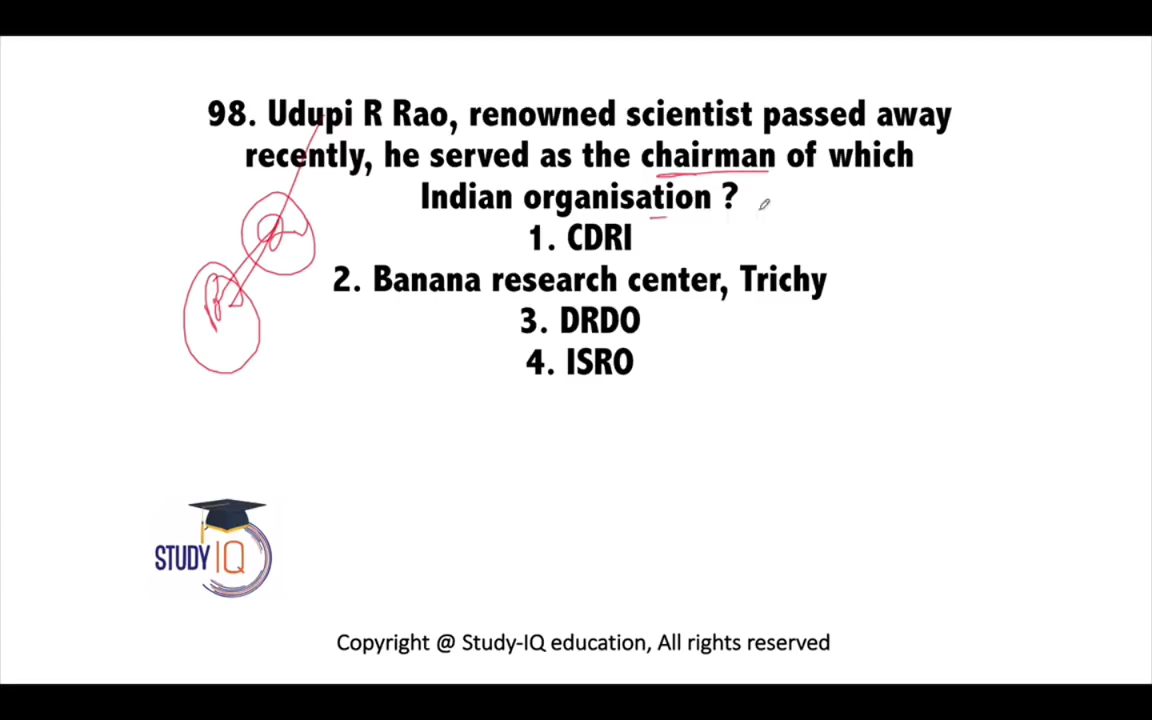 98. Udupi R Rao, renowned scientist passed away
recently, he served as the chairman of which
Indian organisation ?
1. CDRI
2. Banana research center, Trichy
3. DRDO
4. ISRO
STUDY IQ
Copyright @ Study-IQ education, All rights reserved